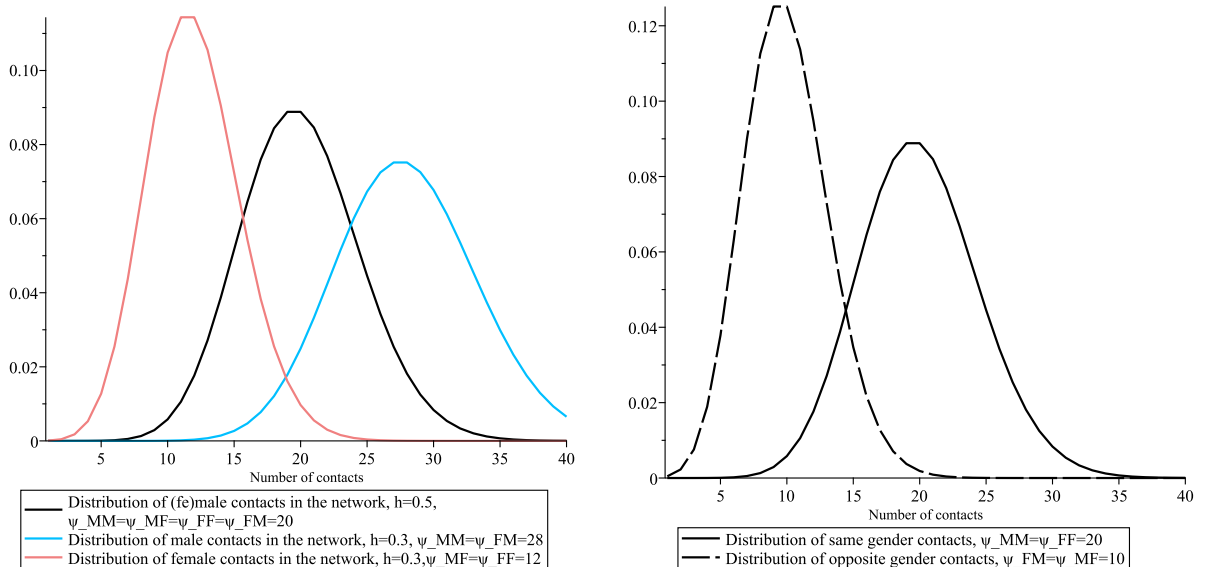 0.10
0.08
0.06
0.04
0.02
0
5 10 15 20 25 30 35 40
Number of contacts
Distribution of (fe)male contacts in the network, h=0.5,
ψ_MM=ψ_MF=ψ_FF=ψ_FM=20
Distribution of male contacts in the network, h=0.3, ψ_MM=ψ_FM=28
Distribution of female contacts in the network, h=0.3,ψ_MF=ψ_FF=12
0.12
0.10
0.08
0.06
0.04
0.02
0
5 10 15 20 25 30 35 40
Number of contacts
Distribution of same gender contacts, ψ_MM=ψ_FF=20
Distribution of opposite gender contacts, ψ_FM=ψ_MF=10